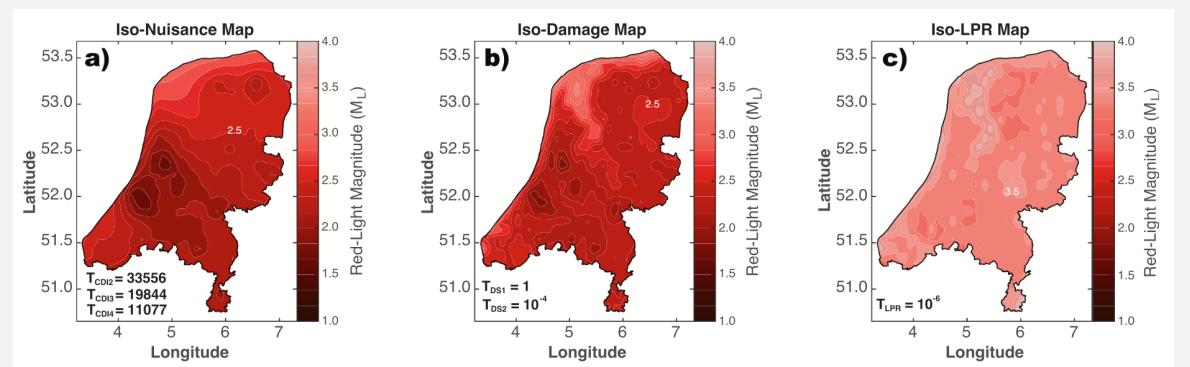 Iso-Nuisance Map
a)
53.5
53.0
52.5
52.0
51.5
51.0
Latitude
2.5
T_CDI2 = 33556
T_CDI3 = 19844
T_CDI4 = 11077
4 5 6 7
Longitude
4.0
3.5
3.0
2.5
2.0
1.5
1.0
Red-Light Magnitude (M_L)
Iso-Damage Map
b)
53.5
53.0
52.5
52.0
51.5
51.0
Latitude
2.5
T_DS1 = 1
T_DS2 = 10^-4
4 5 6 7
Longitude
4.0
3.5
3.0
2.5
2.0
1.5
1.0
Red-Light Magnitude (M_L)
Iso-LPR Map
c)
53.5
53.0
52.5
52.0
51.5
51.0
Latitude
3.5
T_LPR = 10^-6
4 5 6 7
Longitude
4.0
3.5
3.0
2.5
2.0
1.5
1.0
Red-Light Magnitude (M_L)